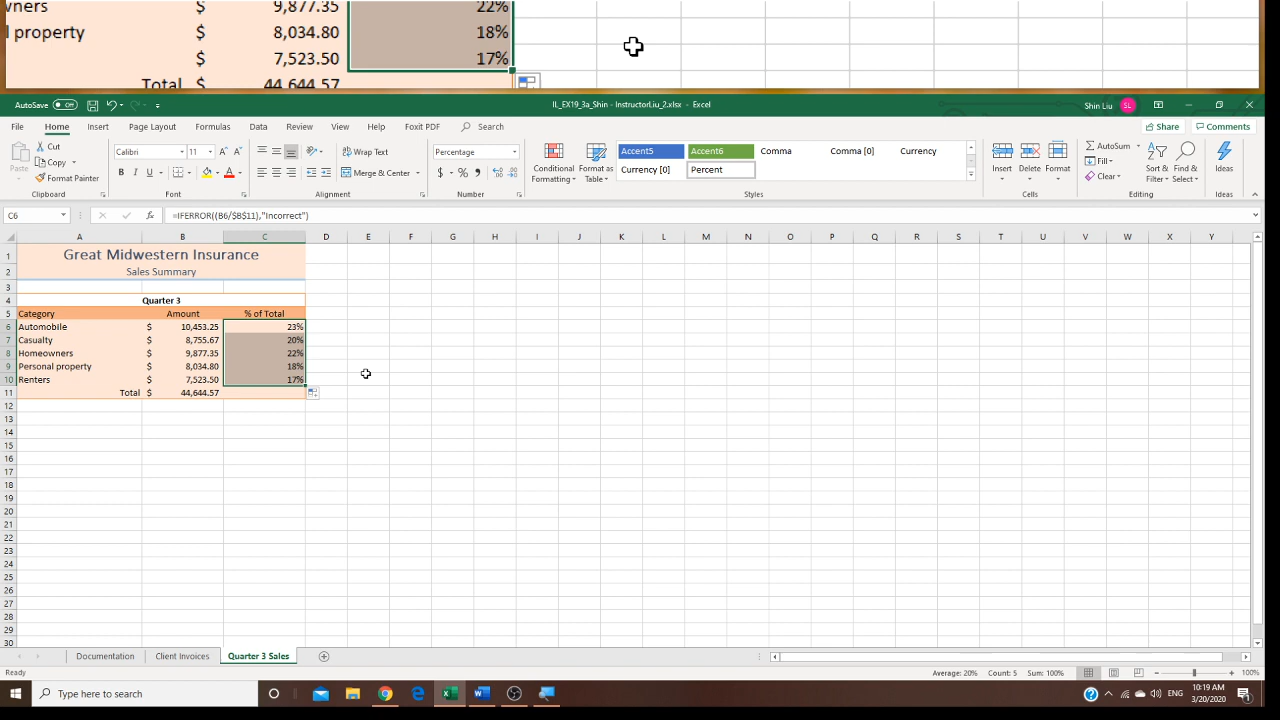 wners $ 9,877.35 22%
l property $ 8,034.80 18%
$ 7,523.50 17%
Total $ 44,644.57
AutoSave Off IL_EX19_3a_Shin - InstructorLiu_2.xlsx - Excel Shin Liu SL
File Home Insert Page Layout Formulas Data Review View Help Foxit PDF Search Share Comments
Paste Cut Copy Format Painter Clipboard
Calibri 11 B I U Font
Wrap Text Merge & Center Alignment
Percentage $ % Number
Conditional Formatting Format as Table Accent5 Accent6 Comma Comma [0] Currency
Currency [0] Percent Styles
Insert Delete Format Cells
AutoSum Fill Clear Sort & Filter Find & Select Editing
Ideas Ideas
C6 fx =IFERROR((B6/$B$11),"Incorrect")
A B C D E F G H I J K L M N O P Q R S T U V W X Y
1 Great Midwestern Insurance
2 Sales Summary
3
4 Quarter 3
5 Category Amount % of Total
6 Automobile $ 10,453.25 23%
7 Casualty $ 8,755.67 20%
8 Homeowners $ 9,877.35 22%
9 Personal property $ 8,034.80 18%
10 Renters $ 7,523.50 17%
11 Total $ 44,644.57
12
13
14
15
16
17
18
19
20
21
22
23
24
25
26
27
28
29
30
Documentation Client Invoices Quarter 3 Sales
Ready Average: 20% Count: 5 Sum: 100% 100%
Type here to search ENG 10:19 AM
3/20/2020